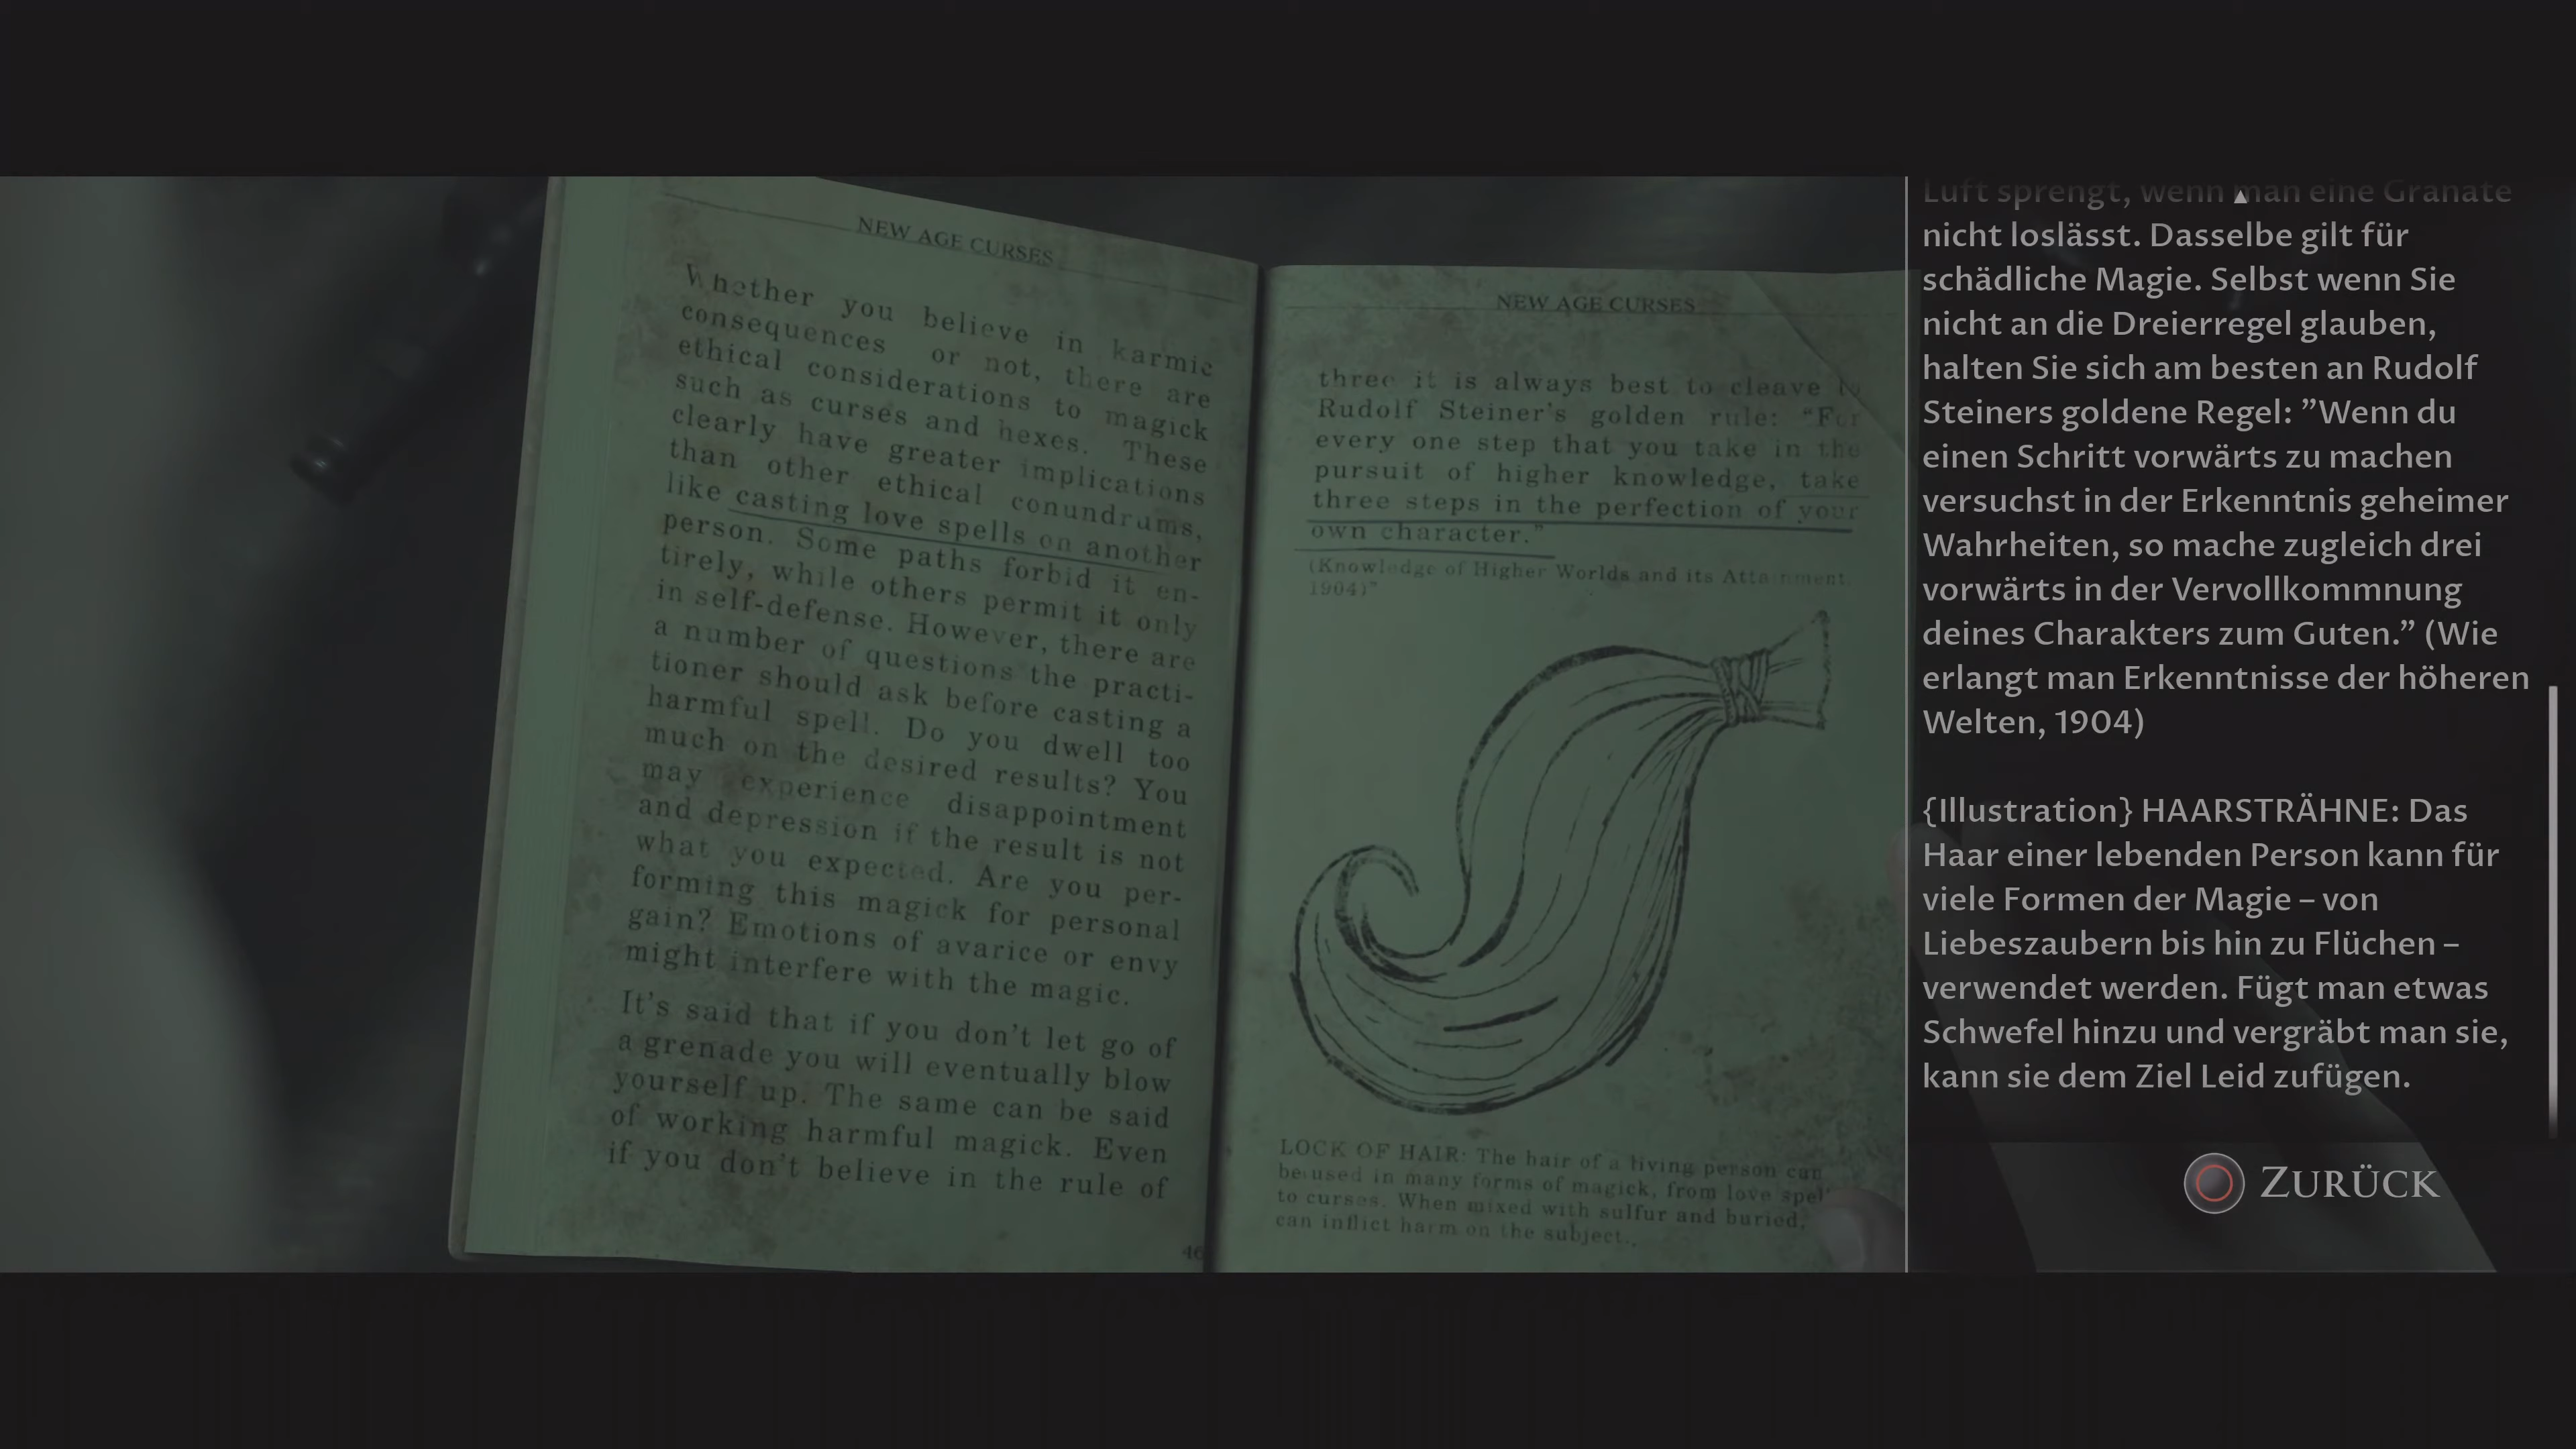 NEW AGE CURSES
Whether you believe in karmic
consequences or not, there are
ethical considerations to magick
such as curses and hexes. These
clearly have greater implications
than other ethical conundrums,
like casting love spells on another
person. Some paths forbid it en-
tirely, while others permit it only
in self-defense. However, there are
a number of questions the practi-
tioner should ask before casting a
harmful spell. Do you dwell too
much on the desired results? You
may experience disappointment
and depression if the result is not
what you expected. Are you per-
forming this magick for personal
gain? Emotions of avarice or envy
might interfere with the magic.
It's said that if you don't let go of
a grenade you will eventually blow
yourself up. The same can be said
of working harmful magick. Even
if you don't believe in the rule of
46
NEW AGE CURSES
three it is always best to cleave to
Rudolf Steiner's golden rule: "For
every one step that you take in the
pursuit of higher knowledge, take
three steps in the perfection of your
own character."
(Knowledge of Higher Worlds and its Attainment,
1904)"
LOCK OF HAIR: The hair of a living person can
be used in many forms of magick, from love spel
to curses. When mixed with sulfur and buried,
can inflict harm on the subject.
Luft sprengt, wenn man eine Granate
nicht loslässt. Dasselbe gilt für
schädliche Magie. Selbst wenn Sie
nicht an die Dreierregel glauben,
halten Sie sich am besten an Rudolf
Steiners goldene Regel: ”Wenn du
einen Schritt vorwärts zu machen
versuchst in der Erkenntnis geheimer
Wahrheiten, so mache zugleich drei
vorwärts in der Vervollkommnung
deines Charakters zum Guten.” (Wie
erlangt man Erkenntnisse der höheren
Welten, 1904)
{Illustration} HAARSTRÄHNE: Das
Haar einer lebenden Person kann für
viele Formen der Magie – von
Liebeszaubern bis hin zu Flüchen –
verwendet werden. Fügt man etwas
Schwefel hinzu und vergräbt man sie,
kann sie dem Ziel Leid zufügen.
ZURÜCK